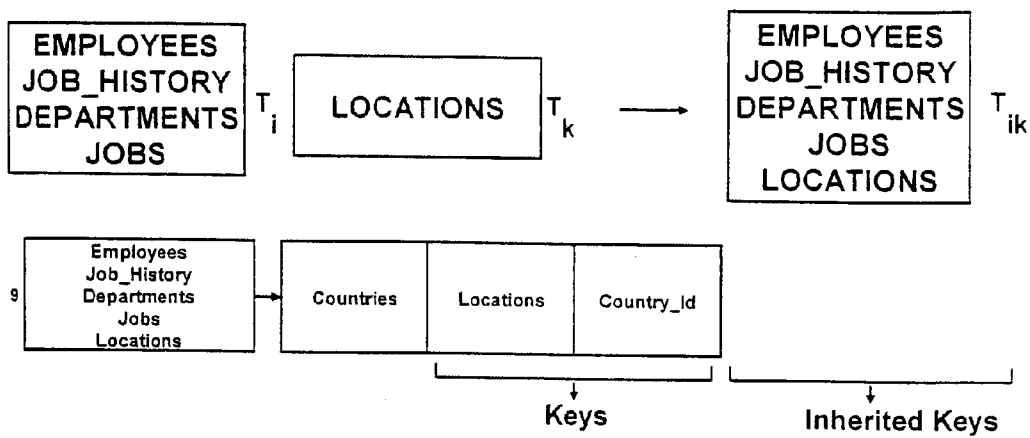 EMPLOYEES
JOB_HISTORY
DEPARTMENTS
JOBS
T i
LOCATIONS
T k
EMPLOYEES
JOB_HISTORY
DEPARTMENTS
JOBS
LOCATIONS
T ik
9
Employees
Job_History
Departments
Jobs
Locations
Countries
Locations
Country_Id
Keys
Inherited Keys